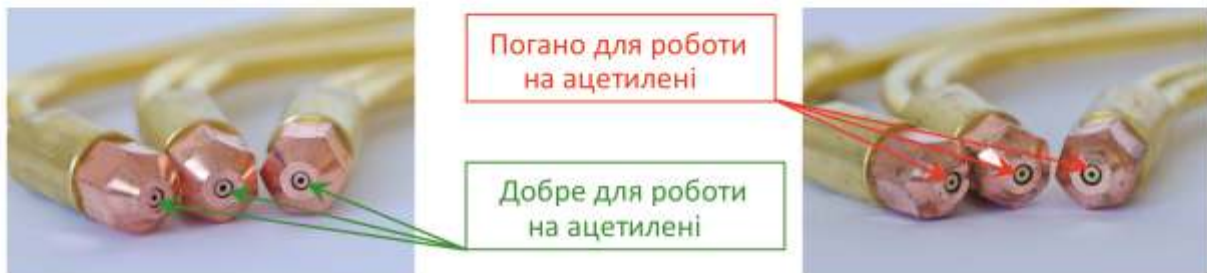 Погано для роботи
на ацетилені
Добре для роботи
на ацетилені